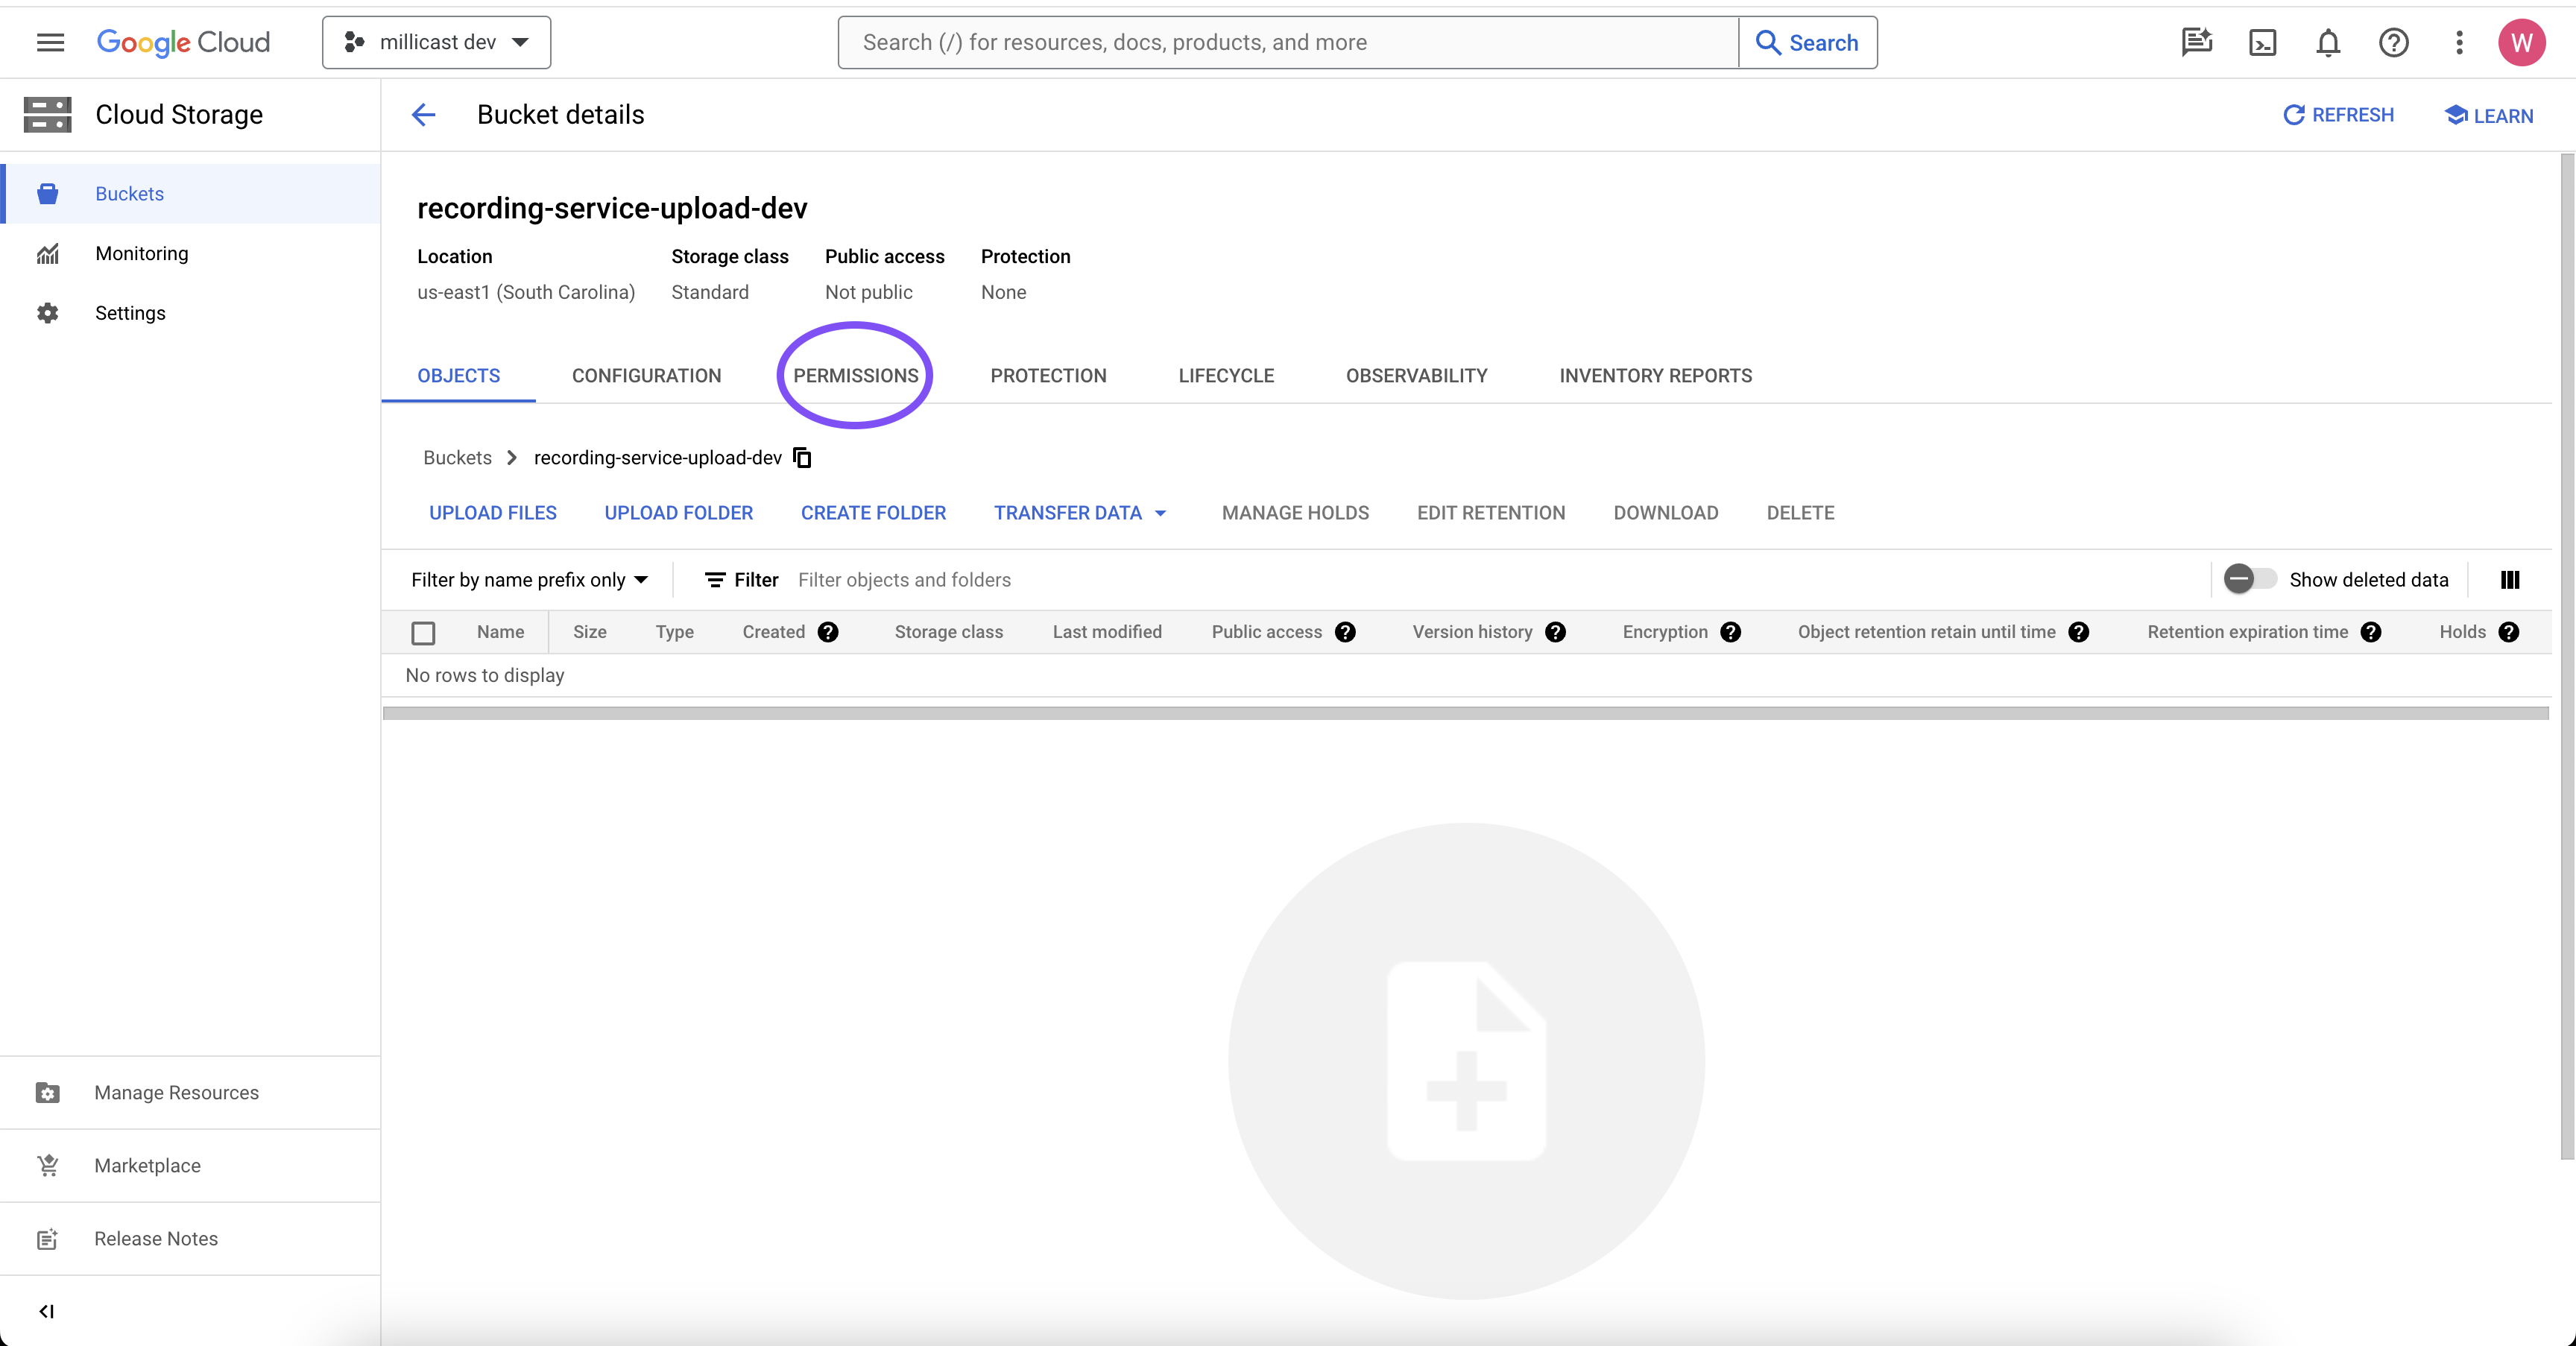 Google Cloud
millicast dev
Search (/) for resources, docs, products, and more
Search
W
Cloud Storage
Bucket details
REFRESH
LEARN
Buckets
Monitoring
Settings
recording-service-upload-dev
Location Storage class Public access Protection
us-east1 (South Carolina) Standard Not public None
OBJECTS CONFIGURATION PERMISSIONS PROTECTION LIFECYCLE OBSERVABILITY INVENTORY REPORTS
Buckets > recording-service-upload-dev
UPLOAD FILES UPLOAD FOLDER CREATE FOLDER TRANSFER DATA MANAGE HOLDS EDIT RETENTION DOWNLOAD DELETE
Filter by name prefix only Filter Filter objects and folders Show deleted data
Name Size Type Created ? Storage class Last modified Public access ? Version history ? Encryption ? Object retention retain until time ? Retention expiration time ? Holds ?
No rows to display
Manage Resources
Marketplace
Release Notes